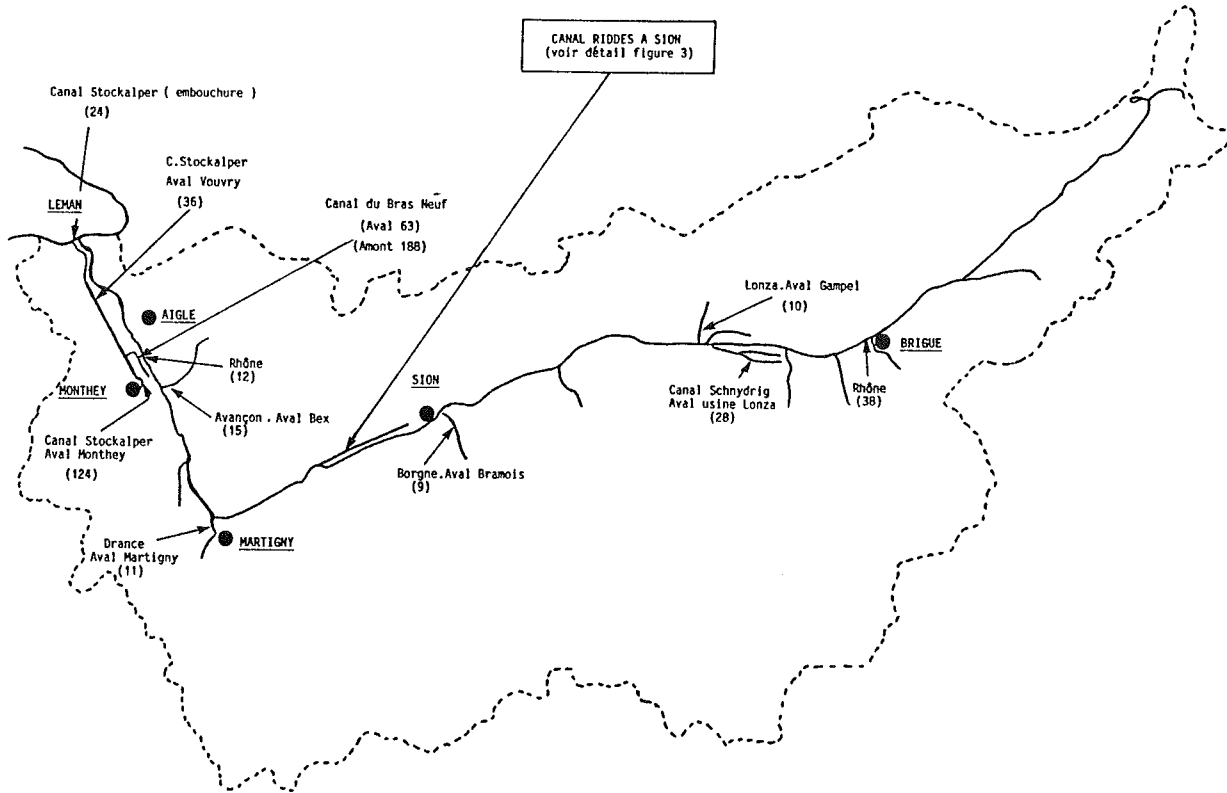 CANAL RIDDES A SION
(voir détail figure 3)
Canal Stockalper ( embouchure )
(24)
C.Stockalper
Aval Vouvry
(36)
LEMAN
Canal du Bras Neuf
(Aval 63)
(Amont 188)
AIGLE
Rhône
(12)
MONTHEY
Avançon . Aval Bex
(15)
Canal Stockalper
Aval Monthey
(124)
SION
Borgne.Aval Bramois
(9)
Lonza.Aval Gampel
(10)
BRIGUE
Canal Schnydrig
Aval usine Lonza
(28)
Rhône
(38)
Drance
Aval Martigny
(11)
MARTIGNY